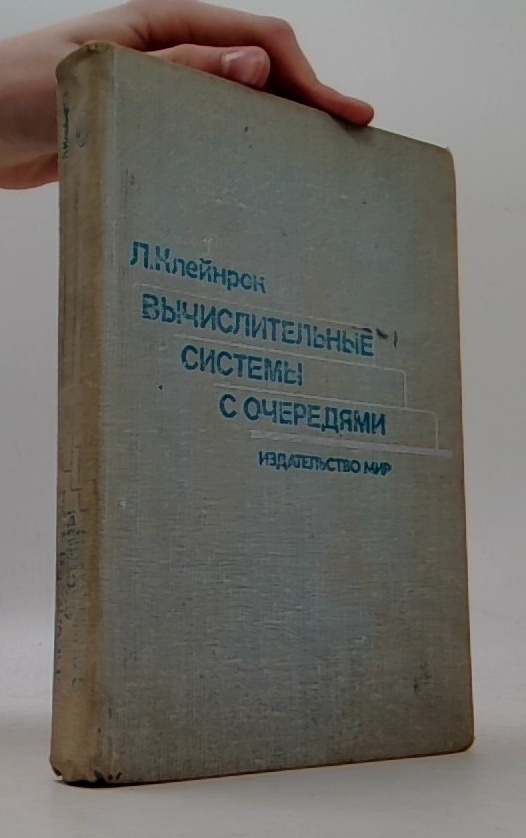 Л.Клейнрок
ВЫЧИСЛИТЕЛЬНЫЕ
СИСТЕМЫ
С ОЧЕРЕДЯМИ
ИЗДАТЕЛЬСТВО МИР